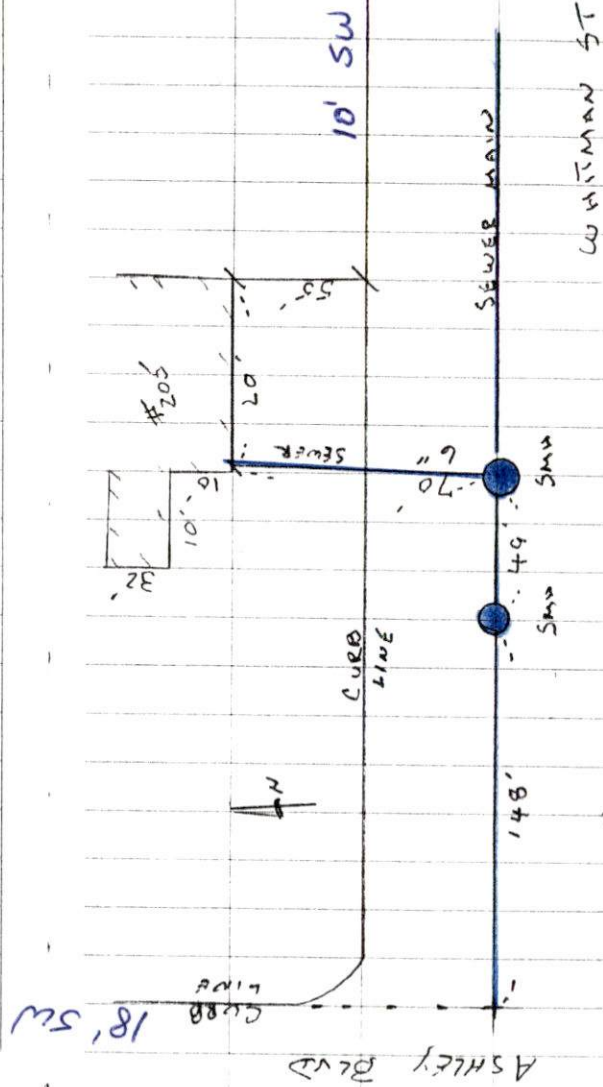 WHITMAN ST
10' SW
SEWER MAIN
55'
#205
20'
SEWER
10'
10'
32'
70'
6"
SMH
49'
SMH
CURB
LINE
N
148'
CURB
LINE
18' SW
ASHLEY BLVD